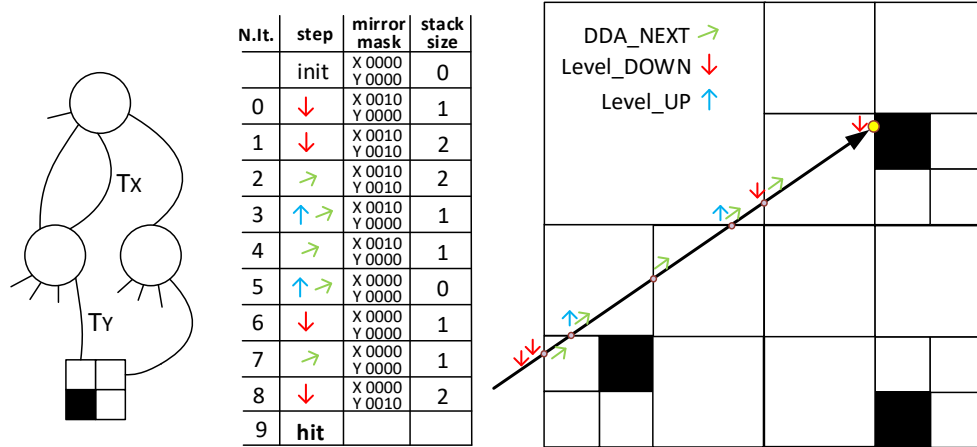 Tx
TY
N.It. step mirror mask stack size
init X 0000 Y 0000 0
0 ↓ X 0010 Y 0000 1
1 ↓ X 0010 Y 0010 2
2 ↗ X 0010 Y 0010 2
3 ↑ ↗ X 0010 Y 0000 1
4 ↗ X 0010 Y 0000 1
5 ↑ ↗ X 0000 Y 0000 0
6 ↓ X 0000 Y 0000 1
7 ↗ X 0000 Y 0000 1
8 ↓ X 0000 Y 0010 2
9 hit
DDA_NEXT ↗
Level_DOWN ↓
Level_UP ↑